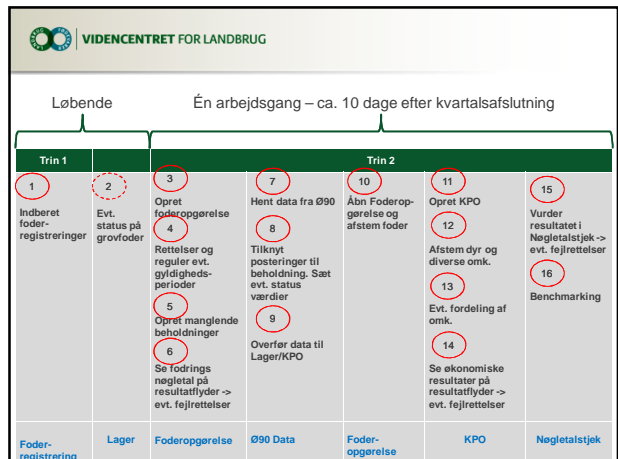 VIDENCENTRET FOR LANDBRUG
Løbende
Én arbejdsgang – ca. 10 dage efter kvartalsafslutning
Trin 1
Trin 2
1
Indberet
foder-
registreringer
2
Evt.
status på
grovfoder
3
Opret
foderopgørelse
4
Rettelser og
reguler evt.
gyldigheds-
perioder
5
Opret manglende
beholdninger
6
Se fodrings
nøgletal på
resultatflyder ->
evt. fejlrettelser
7
Hent data fra Ø90
8
Tilknyt
posteringer til
beholdning. Sæt
evt. status
værdier
9
Overfør data til
Lager/KPO
10
Åbn Foderop-
gørelse og
afstem foder
11
Opret KPO
12
Afstem dyr og
diverse omk.
13
Evt. fordeling af
omk.
14
Se økonomiske
resultater på
resultatflyder ->
evt. fejlrettelser
15
Vurder
resultatet i
Nøgletalstjek ->
evt. fejlrettelser
16
Benchmarking
Foder-
registrering
Lager
Foderopgørelse
Ø90 Data
Foder-
opgørelse
KPO
Nøgletalstjek